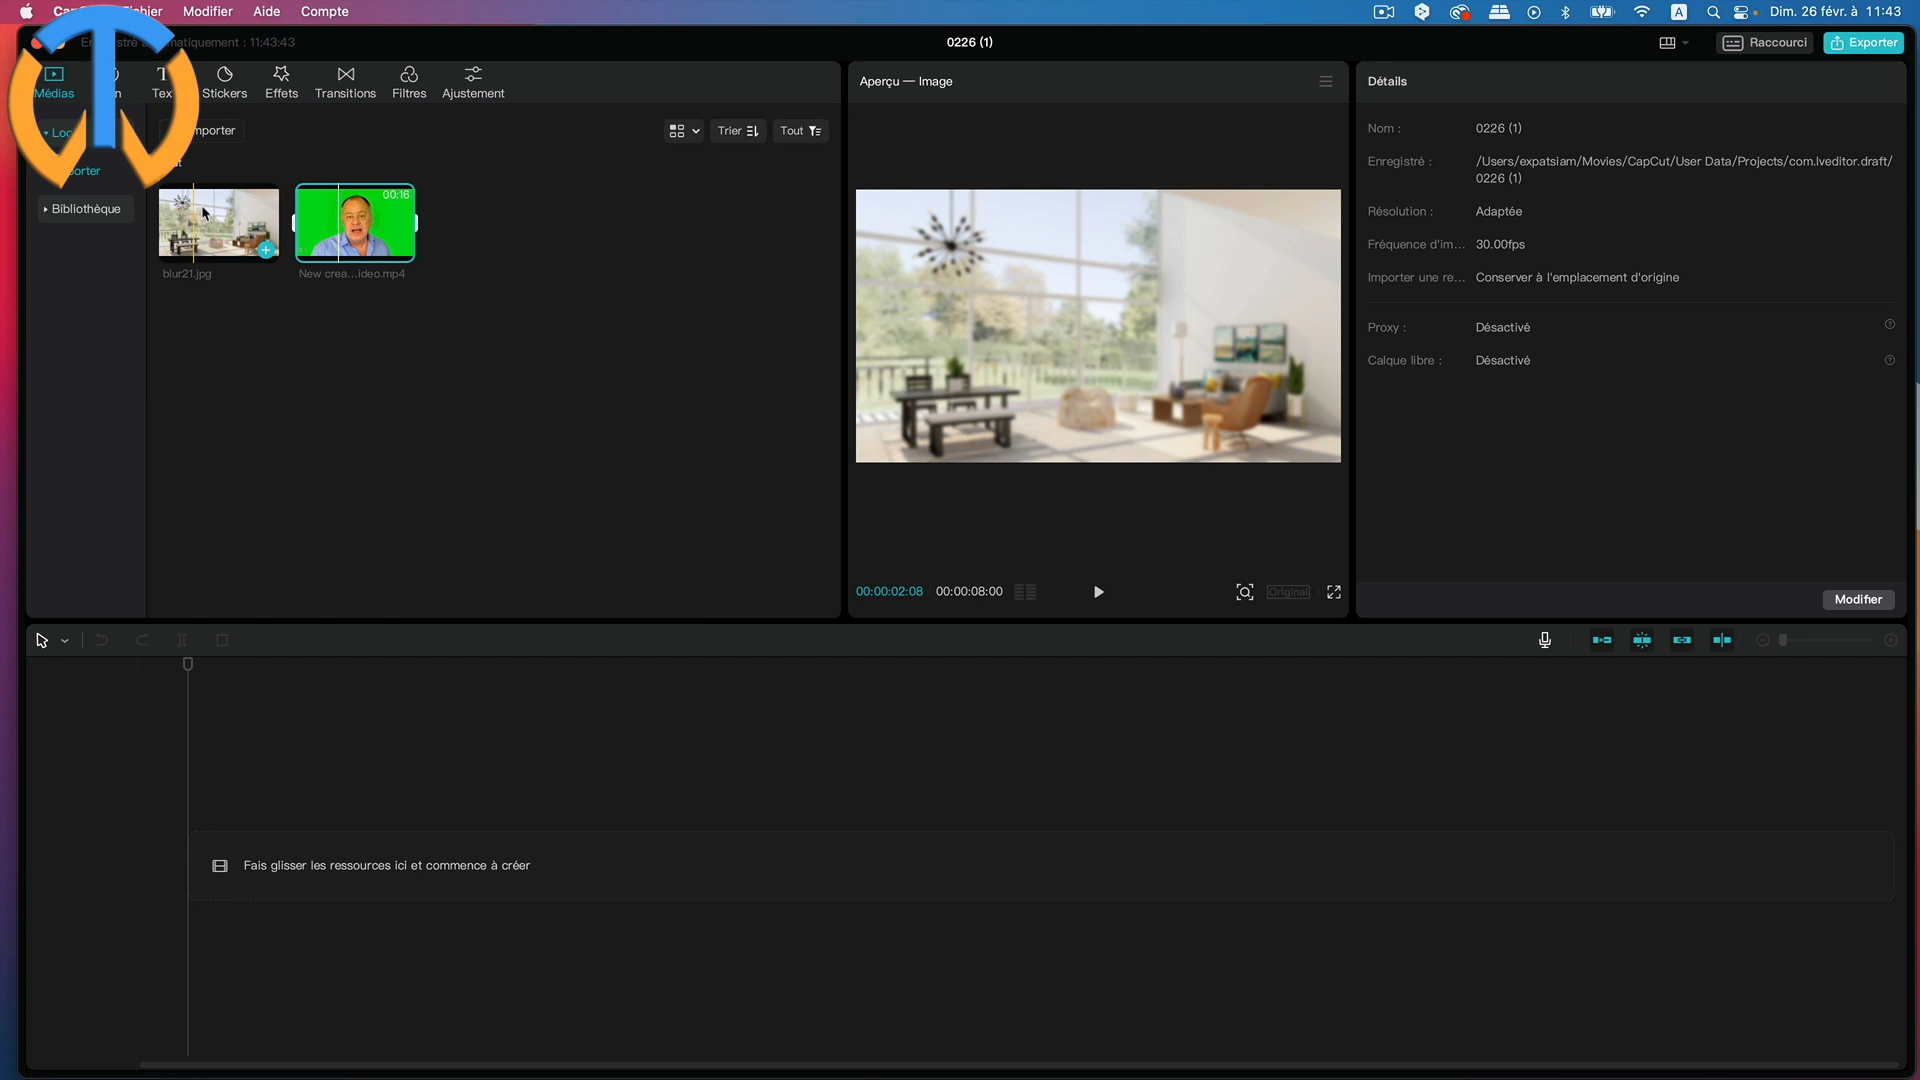 Modifier Aide Compte
A
Dim. 26 févr. à 11:43
matiquement : 11:43:43
0226 (1)
Raccourci
Exporter
Médias
Stickers
Effets
Transitions
Filtres
Ajustement
Trier
Tout
Bibliothèque
00:16
blur21.jpg
New crea...ideo.mp4
Aperçu — Image
00:00:02:08 00:00:08:00
Original
Détails
Nom : 0226 (1)
Enregistré : /Users/expatsiam/Movies/CapCut/User Data/Projects/com.lveditor.draft/
0226 (1)
Résolution : Adaptée
Fréquence d'im... 30.00fps
Importer une re... Conserver à l'emplacement d'origine
Proxy : Désactivé
Calque libre : Désactivé
Modifier
Fais glisser les ressources ici et commence à créer